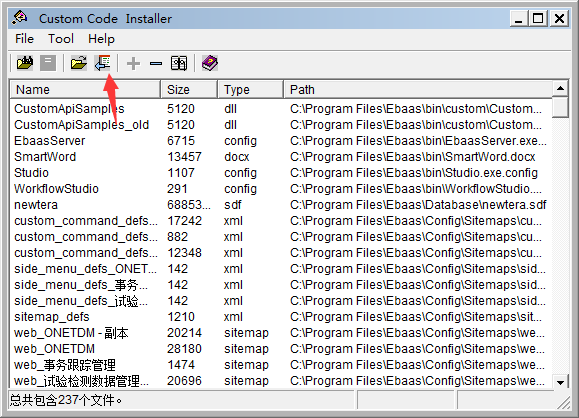 Custom Code Installer
File Tool Help
Name Size Type Path
CustomApiSamples 5120 dll C:\Program Files\Ebaas\bin\custom\Custom...
CustomApiSamples_old 5120 dll C:\Program Files\Ebaas\bin\custom\Custom...
EbaasServer 6715 config C:\Program Files\Ebaas\bin\EbaasServer.exe...
SmartWord 13457 docx C:\Program Files\Ebaas\bin\SmartWord.docx
Studio 1107 config C:\Program Files\Ebaas\bin\Studio.exe.config
WorkflowStudio 291 config C:\Program Files\Ebaas\bin\WorkflowStudio....
newtera 68853... sdf C:\Program Files\Ebaas\Database\newtera.sdf
custom_command_defs... 17242 xml C:\Program Files\Ebaas\Config\Sitemaps\cu...
custom_command_defs... 882 xml C:\Program Files\Ebaas\Config\Sitemaps\cu...
custom_command_defs... 12348 xml C:\Program Files\Ebaas\Config\Sitemaps\cu...
side_menu_defs_ONET... 142 xml C:\Program Files\Ebaas\Config\Sitemaps\sid...
side_menu_defs_事务... 142 xml C:\Program Files\Ebaas\Config\Sitemaps\sid...
side_menu_defs_试验... 142 xml C:\Program Files\Ebaas\Config\Sitemaps\sid...
sitemap_defs 1210 xml C:\Program Files\Ebaas\Config\Sitemaps\sit...
web_ONETDM - 副本 20214 sitemap C:\Program Files\Ebaas\Config\Sitemaps\we...
web_ONETDM 28180 sitemap C:\Program Files\Ebaas\Config\Sitemaps\we...
web_事务跟踪管理 1474 sitemap C:\Program Files\Ebaas\Config\Sitemaps\we...
web_试验检测数据管理... 20696 sitemap C:\Program Files\Ebaas\Config\Sitemaps\we...
总共包含237个文件。